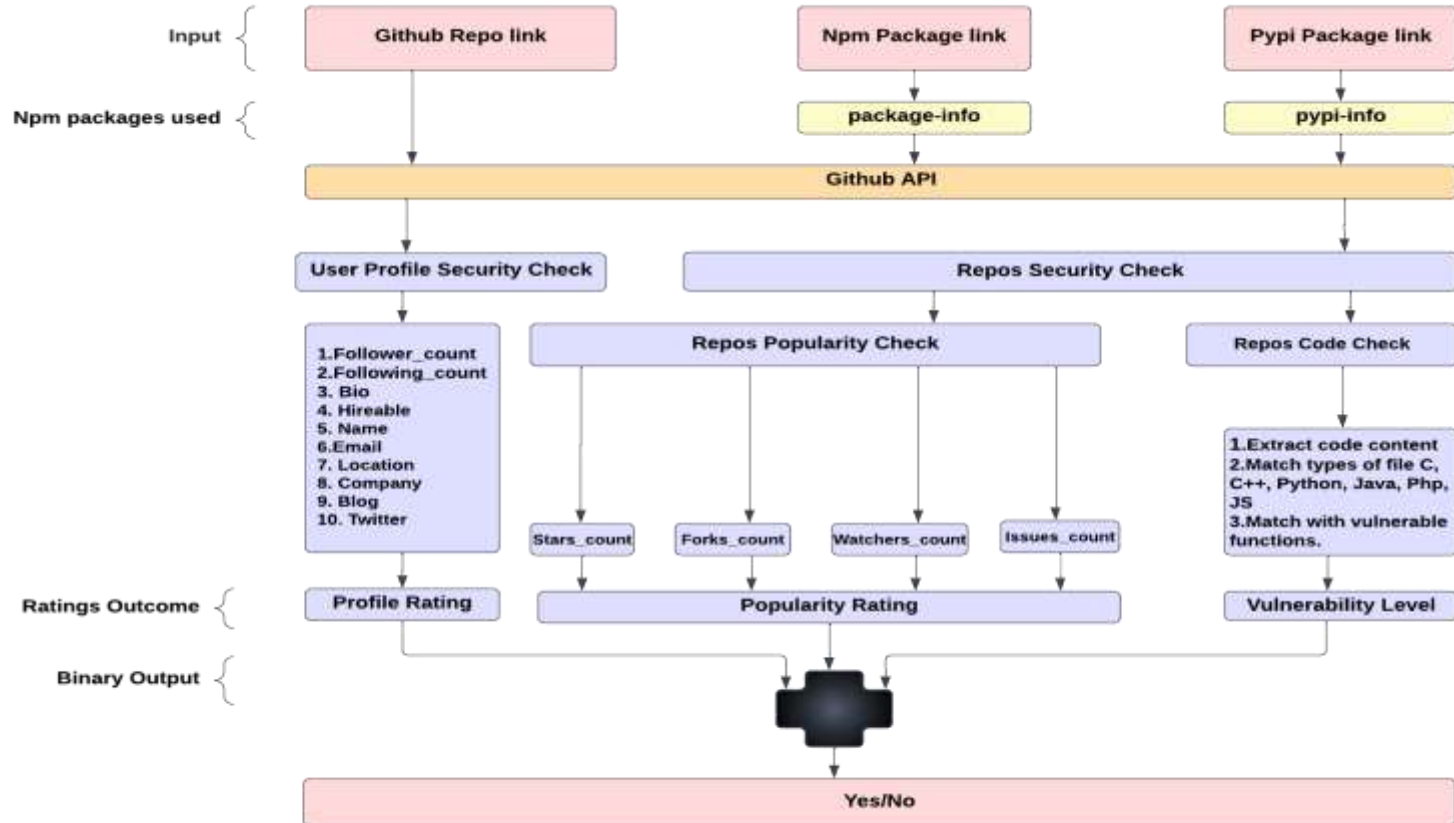 Input
Github Repo link
Npm Package link
Pypi Package link
Npm packages used
package-info
pypi-info
Github API
User Profile Security Check
Repos Security Check
1.Follower_count
2.Following_count
3. Bio
4. Hireable
5. Name
6.Email
7. Location
8. Company
9. Blog
10. Twitter
Repos Popularity Check
Repos Code Check
1.Extract code content
2.Match types of file C,
C++, Python, Java, Php,
JS
3.Match with vulnerable
functions.
Stars_count
Forks_count
Watchers_count
Issues_count
Ratings Outcome
Profile Rating
Popularity Rating
Vulnerability Level
Binary Output
Yes/No